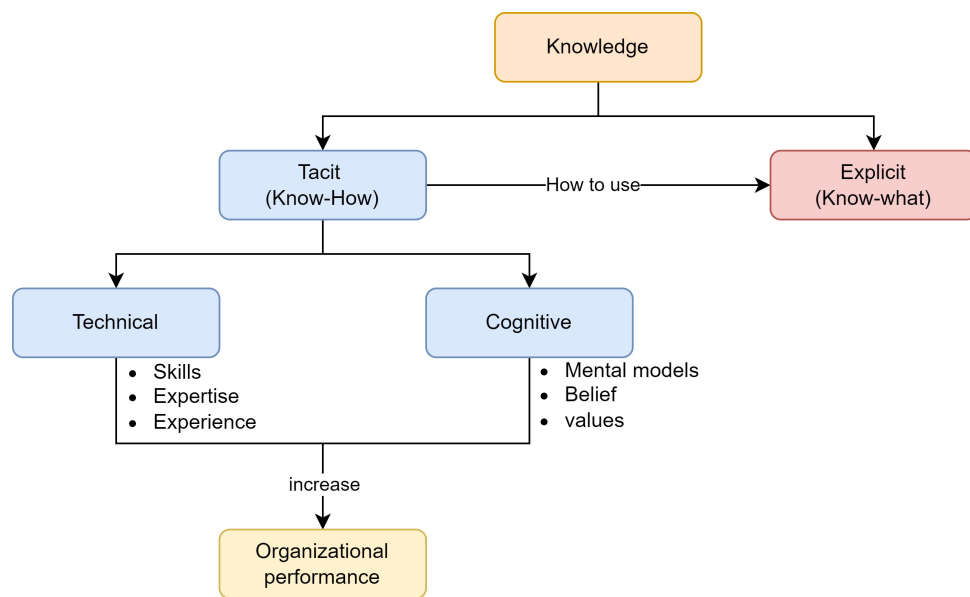 Knowledge
Tacit
(Know-How)
How to use
Explicit
(Know-what)
Technical
Cognitive
• Skills
• Expertise
• Experience
• Mental models
• Belief
• values
increase
Organizational
performance